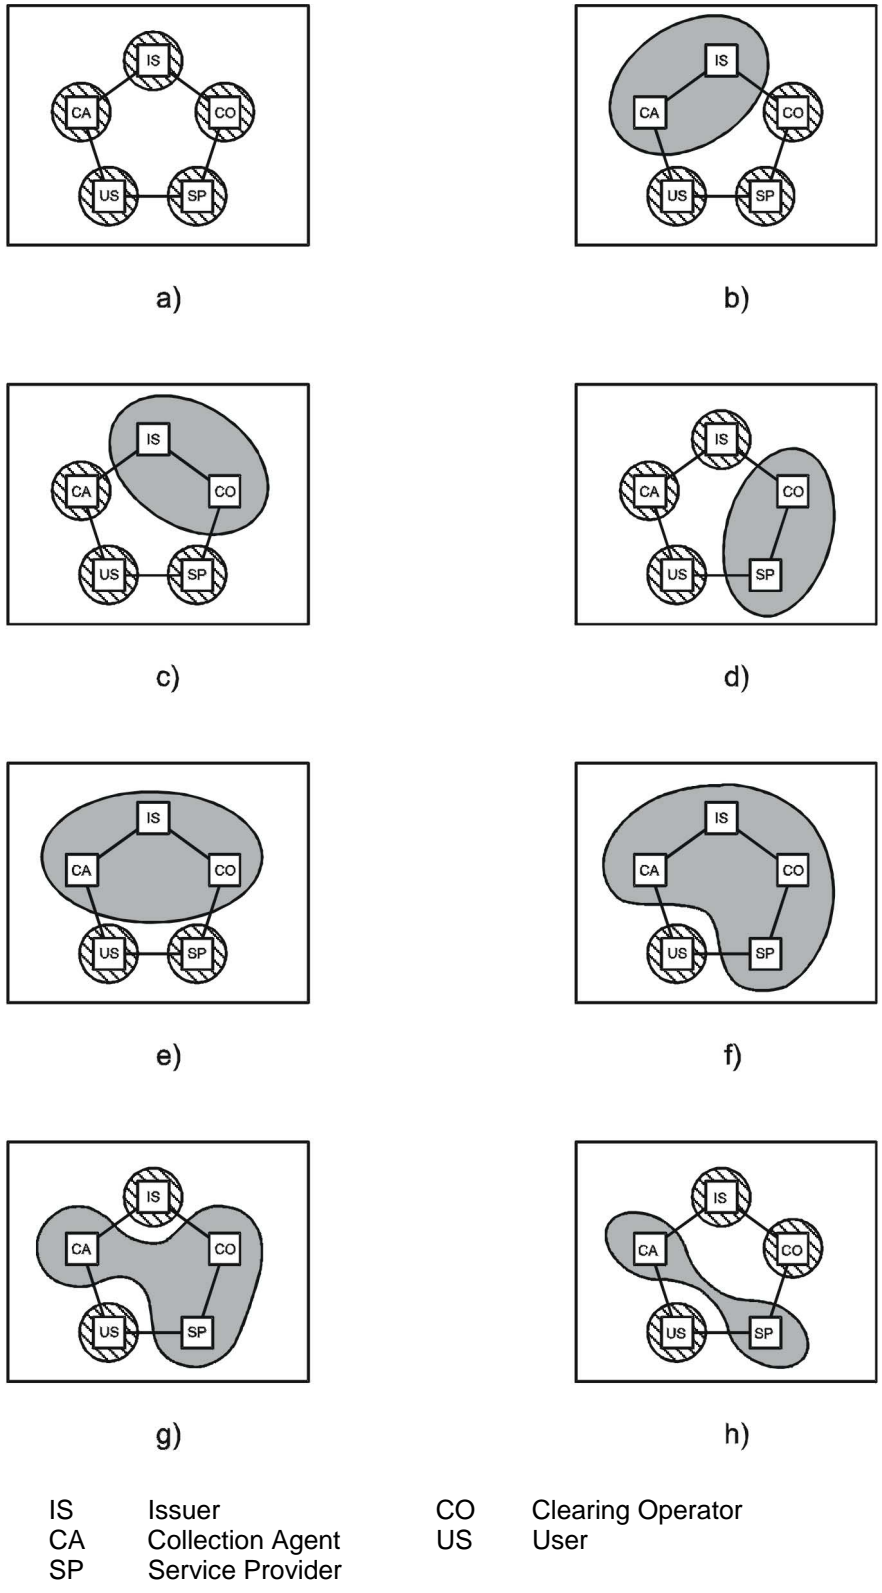 IS
CA CO
US SP
a)
IS
CA CO
US SP
b)
IS
CA CO
US SP
c)
IS
CA CO
US SP
d)
IS
CA CO
US SP
e)
IS
CA CO
US SP
f)
IS
CA CO
US SP
g)
IS
CA CO
US SP
h)
IS Issuer CO Clearing Operator
CA Collection Agent US User
SP Service Provider